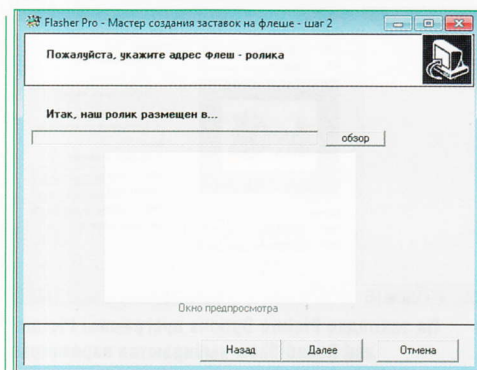 Flasher Pro - Мастер создания заставок на флеше - шаг 2
Пожалуйста, укажите адрес флеш - ролика
Итак, наш ролик размещен в...
обзор
Окно предпросмотра
Назад Далее Отмена